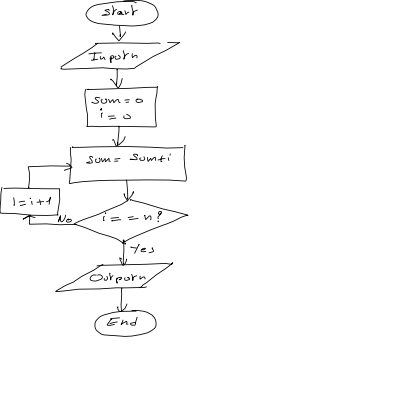 Start
Input n
Sum = 0
i = 0
Sum = Sum + i
I = i + 1
No
i = = n ?
Yes
Output n
End